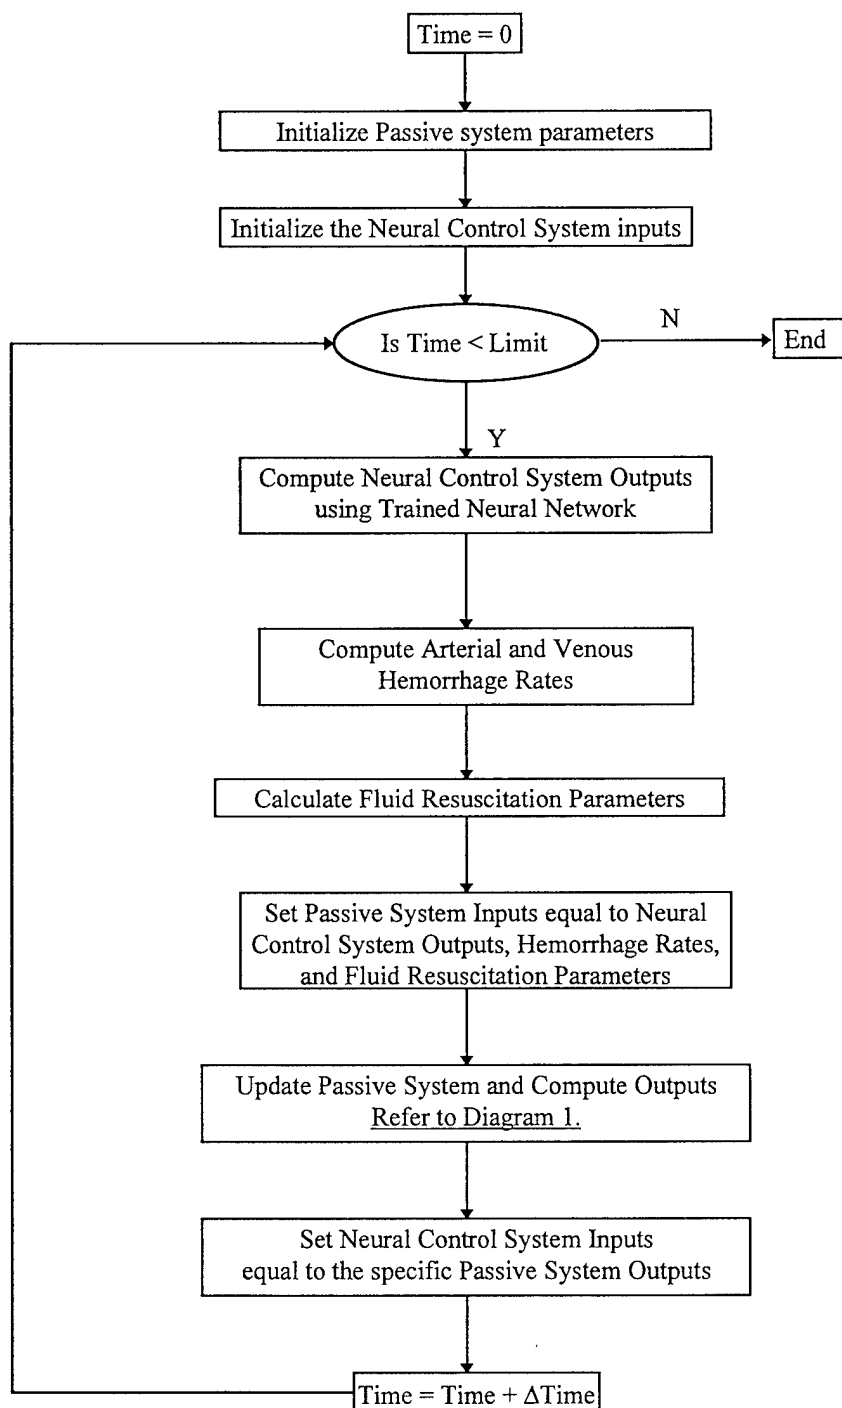 Time = 0
Initialize Passive system parameters
Initialize the Neural Control System inputs
Is Time < Limit
N
End
Y
Compute Neural Control System Outputs
using Trained Neural Network
Compute Arterial and Venous
Hemorrhage Rates
Calculate Fluid Resuscitation Parameters
Set Passive System Inputs equal to Neural
Control System Outputs, Hemorrhage Rates,
and Fluid Resuscitation Parameters
Update Passive System and Compute Outputs
Refer to Diagram 1.
Set Neural Control System Inputs
equal to the specific Passive System Outputs
Time = Time + ΔTime